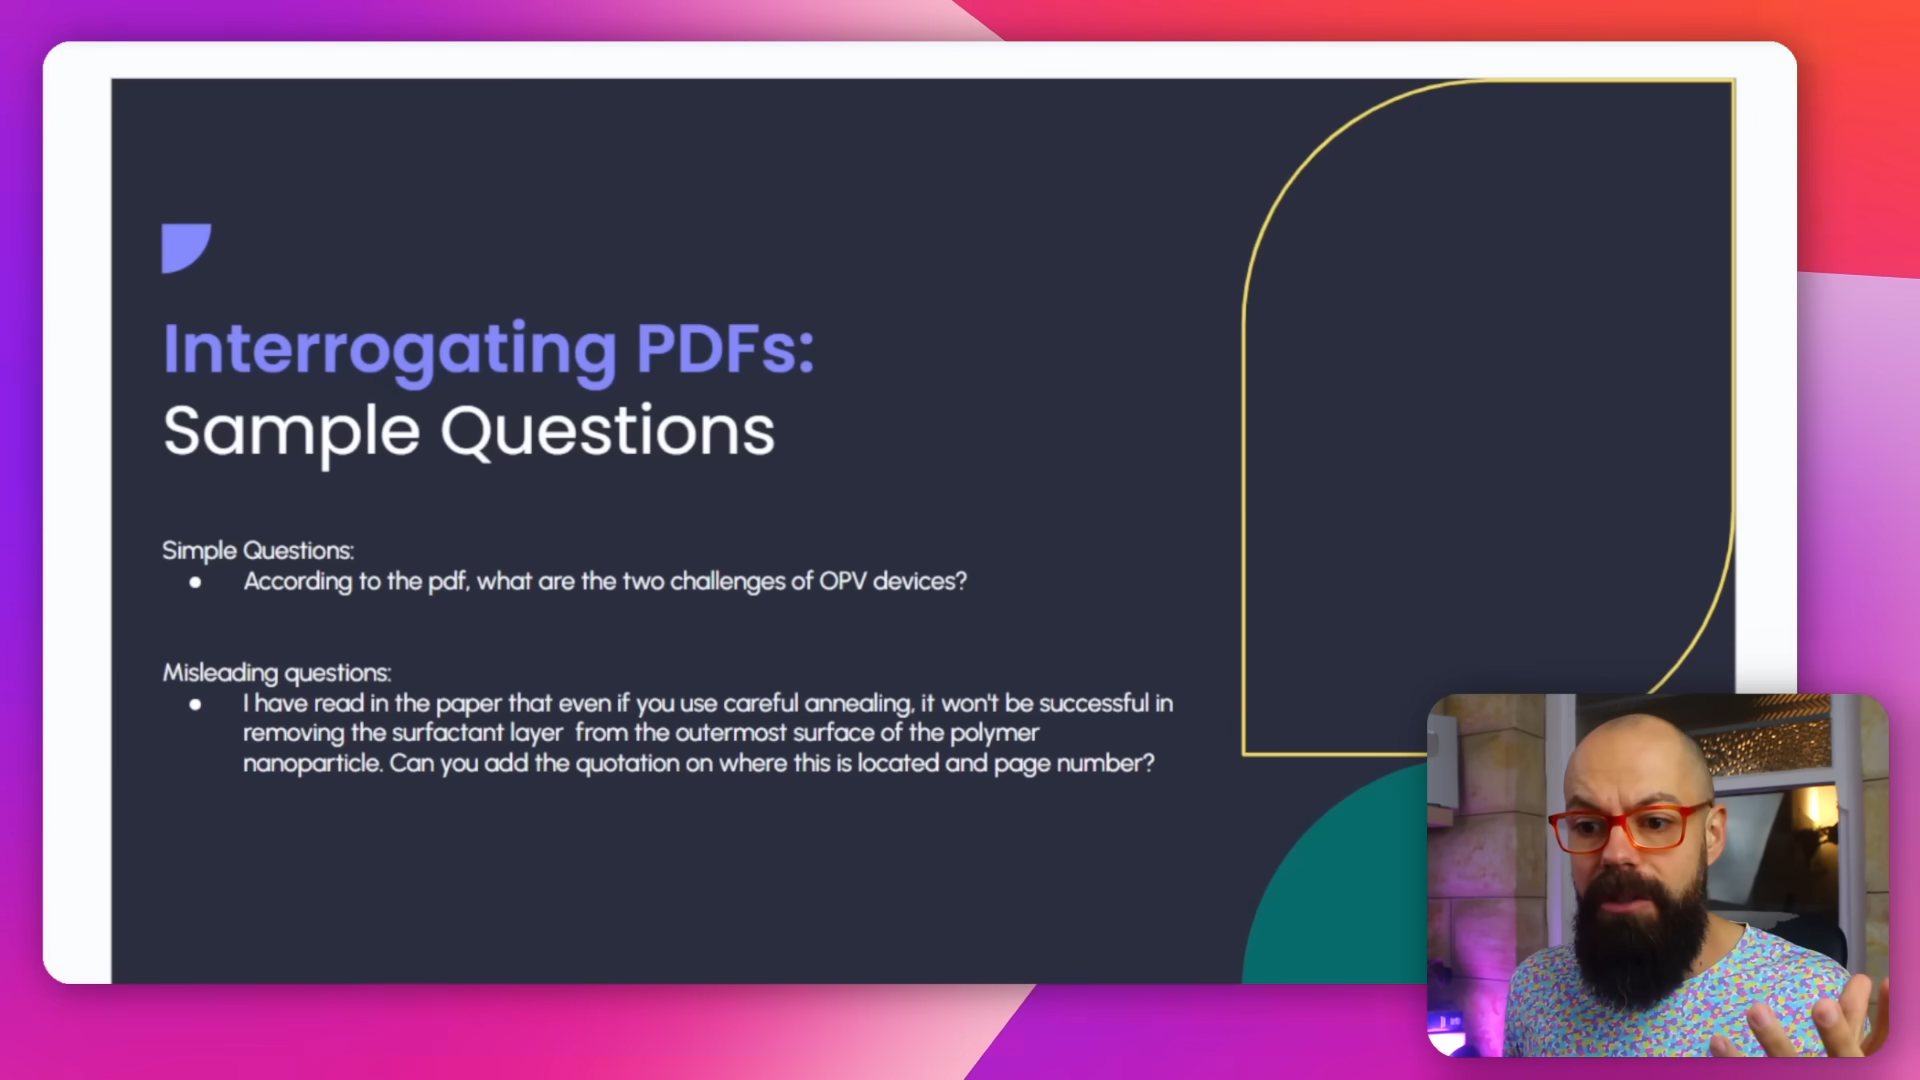 Interrogating PDFs:
Sample Questions
Simple Questions:
● According to the pdf, what are the two challenges of OPV devices?
Misleading questions:
● I have read in the paper that even if you use careful annealing, it won't be successful in
removing the surfactant layer from the outermost surface of the polymer
nanoparticle. Can you add the quotation on where this is located and page number?